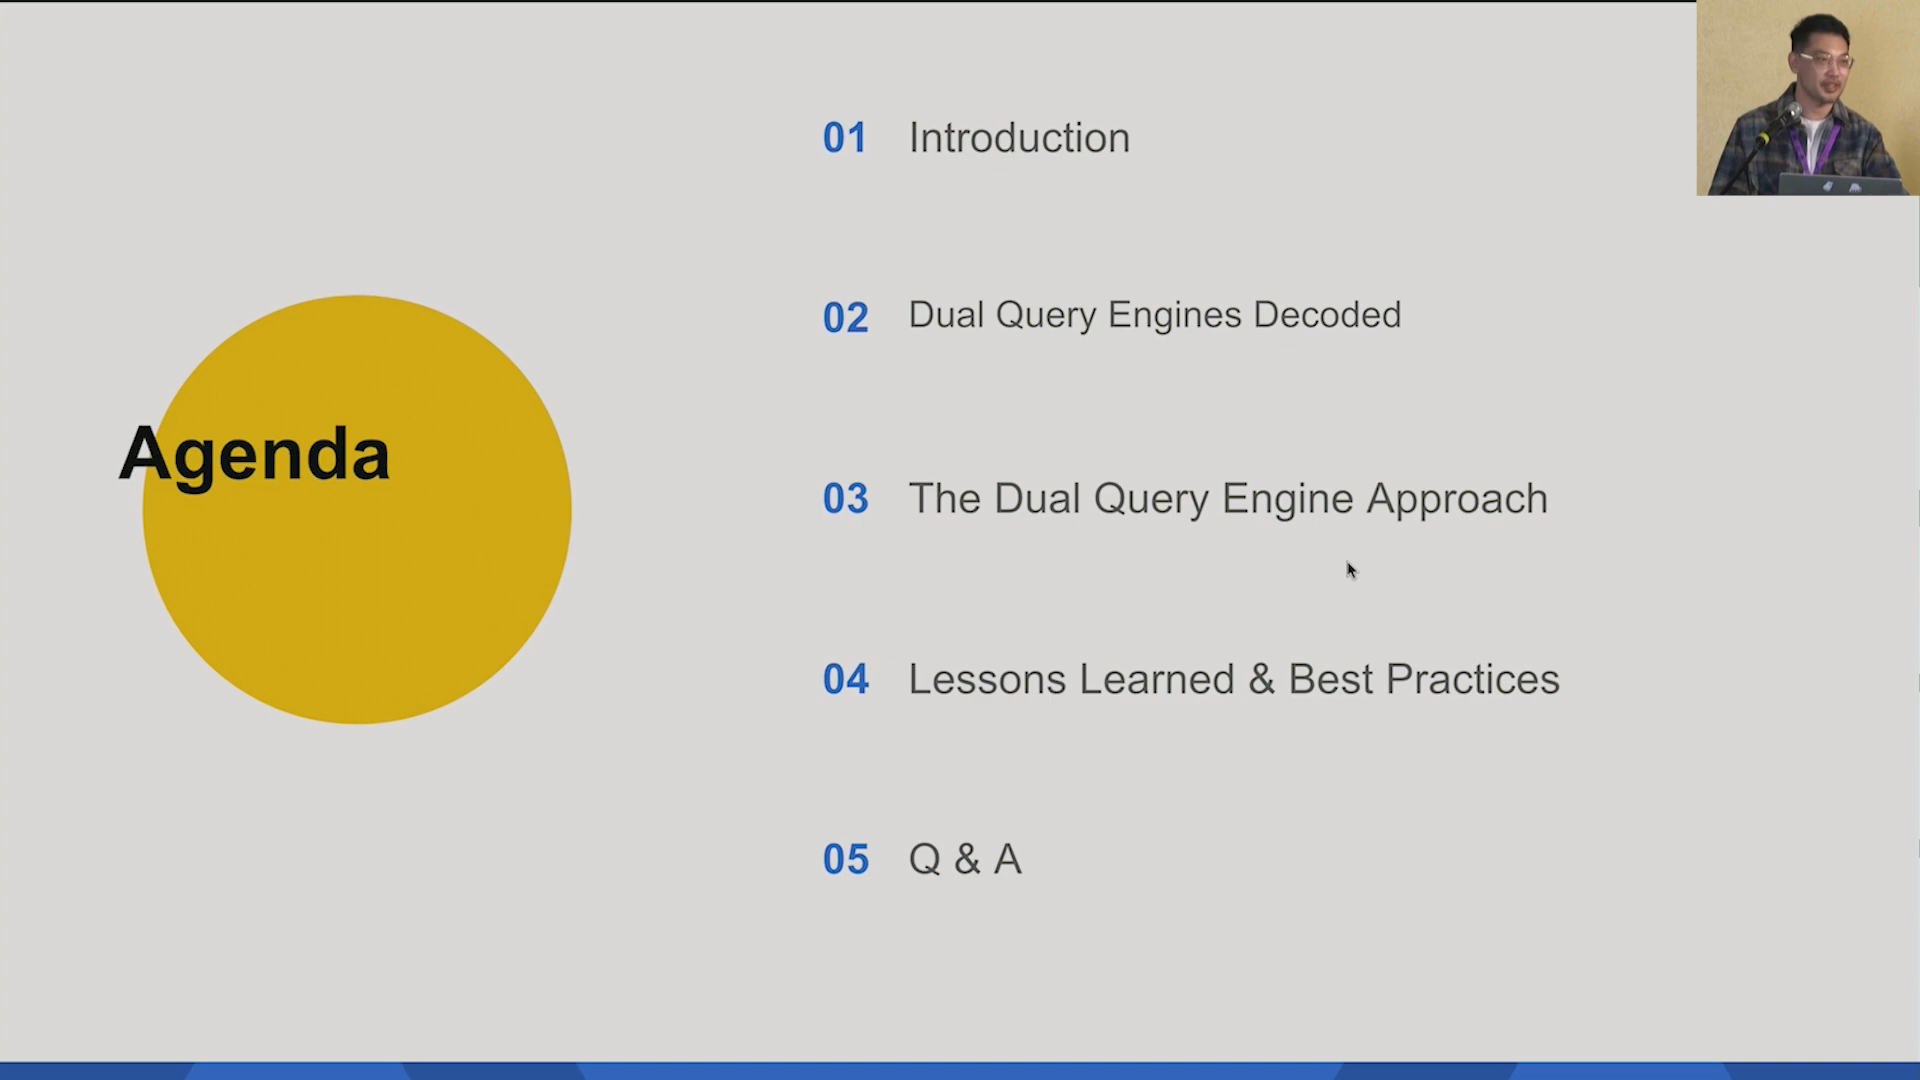 Agenda
01 Introduction
02 Dual Query Engines Decoded
03 The Dual Query Engine Approach
04 Lessons Learned & Best Practices
05 Q & A